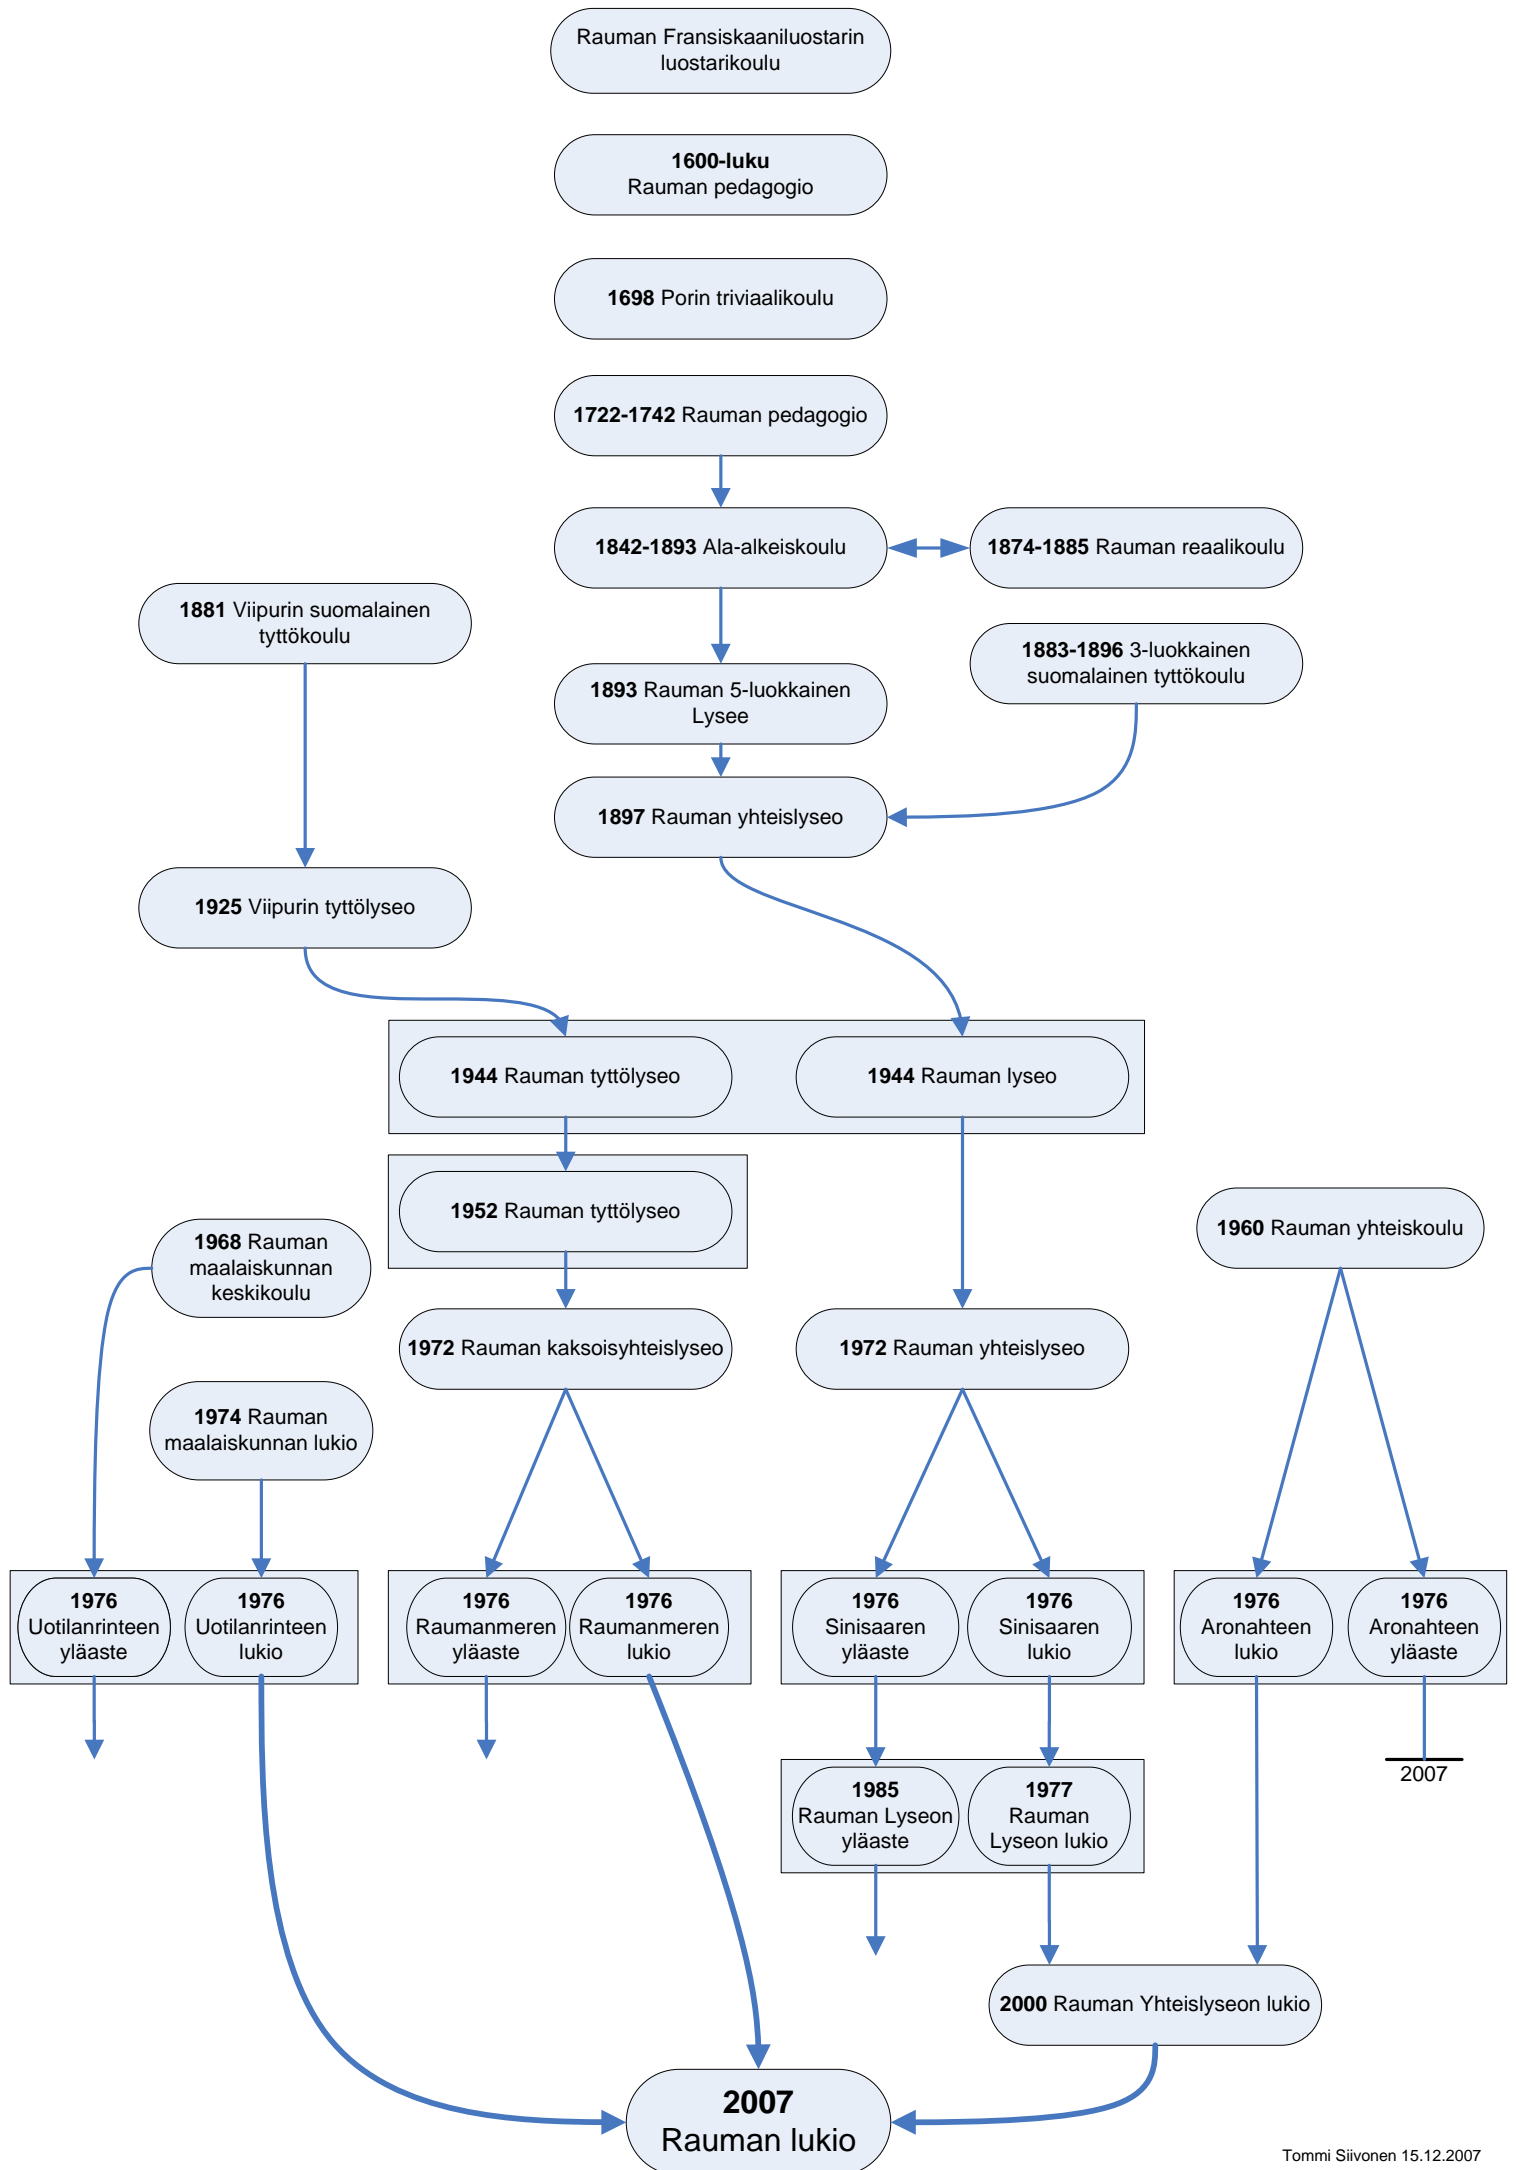 Rauman Fransiskaaniluostarin
luostarikoulu
1600-luku
Rauman pedagogio
1698 Porin triviaalikoulu
1722-1742 Rauman pedagogio
1842-1893 Ala-alkeiskoulu
1874-1885 Rauman reaalikoulu
1881 Viipurin suomalainen
tyttökoulu
1883-1896 3-luokkainen
suomalainen tyttökoulu
1893 Rauman 5-luokkainen
Lysee
1897 Rauman yhteislyseo
1925 Viipurin tyttölyseo
1944 Rauman tyttölyseo
1944 Rauman lyseo
1952 Rauman tyttölyseo
1960 Rauman yhteiskoulu
1968 Rauman
maalaiskunnan
keskikoulu
1972 Rauman kaksoisyhteislyseo
1972 Rauman yhteislyseo
1974 Rauman
maalaiskunnan lukio
1976
Uotilanrinteen
yläaste
1976
Uotilanrinteen
lukio
1976
Raumanmeren
yläaste
1976
Raumanmeren
lukio
1976
Sinisaaren
yläaste
1976
Sinisaaren
lukio
1976
Aronahteen
lukio
1976
Aronahteen
yläaste
2007
1985
Rauman Lyseon
yläaste
1977
Rauman
Lyseon lukio
2000 Rauman Yhteislyseon lukio
2007
Rauman lukio
Tommi Siivonen 15.12.2007